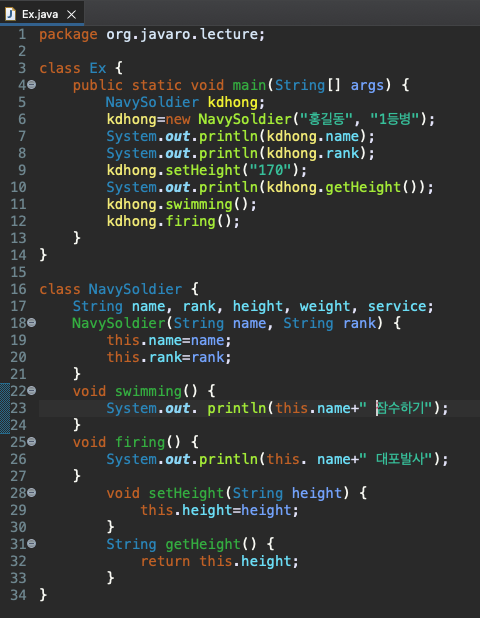 Ex.java
1 package org.javaro.lecture;
2
3 class Ex {
4 public static void main(String[] args) {
5 NavySoldier kdhong;
6 kdhong=new NavySoldier("홍길동", "1등병");
7 System.out.println(kdhong.name);
8 System.out.println(kdhong.rank);
9 kdhong.setHeight("170");
10 System.out.println(kdhong.getHeight());
11 kdhong.swimming();
12 kdhong.firing();
13 }
14 }
15
16 class NavySoldier {
17 String name, rank, height, weight, service;
18 NavySoldier(String name, String rank) {
19 this.name=name;
20 this.rank=rank;
21 }
22 void swimming() {
23 System.out. println(this.name+" 잠수하기");
24 }
25 void firing() {
26 System.out.println(this. name+" 대포발사");
27 }
28 void setHeight(String height) {
29 this.height=height;
30 }
31 String getHeight() {
32 return this.height;
33 }
34 }